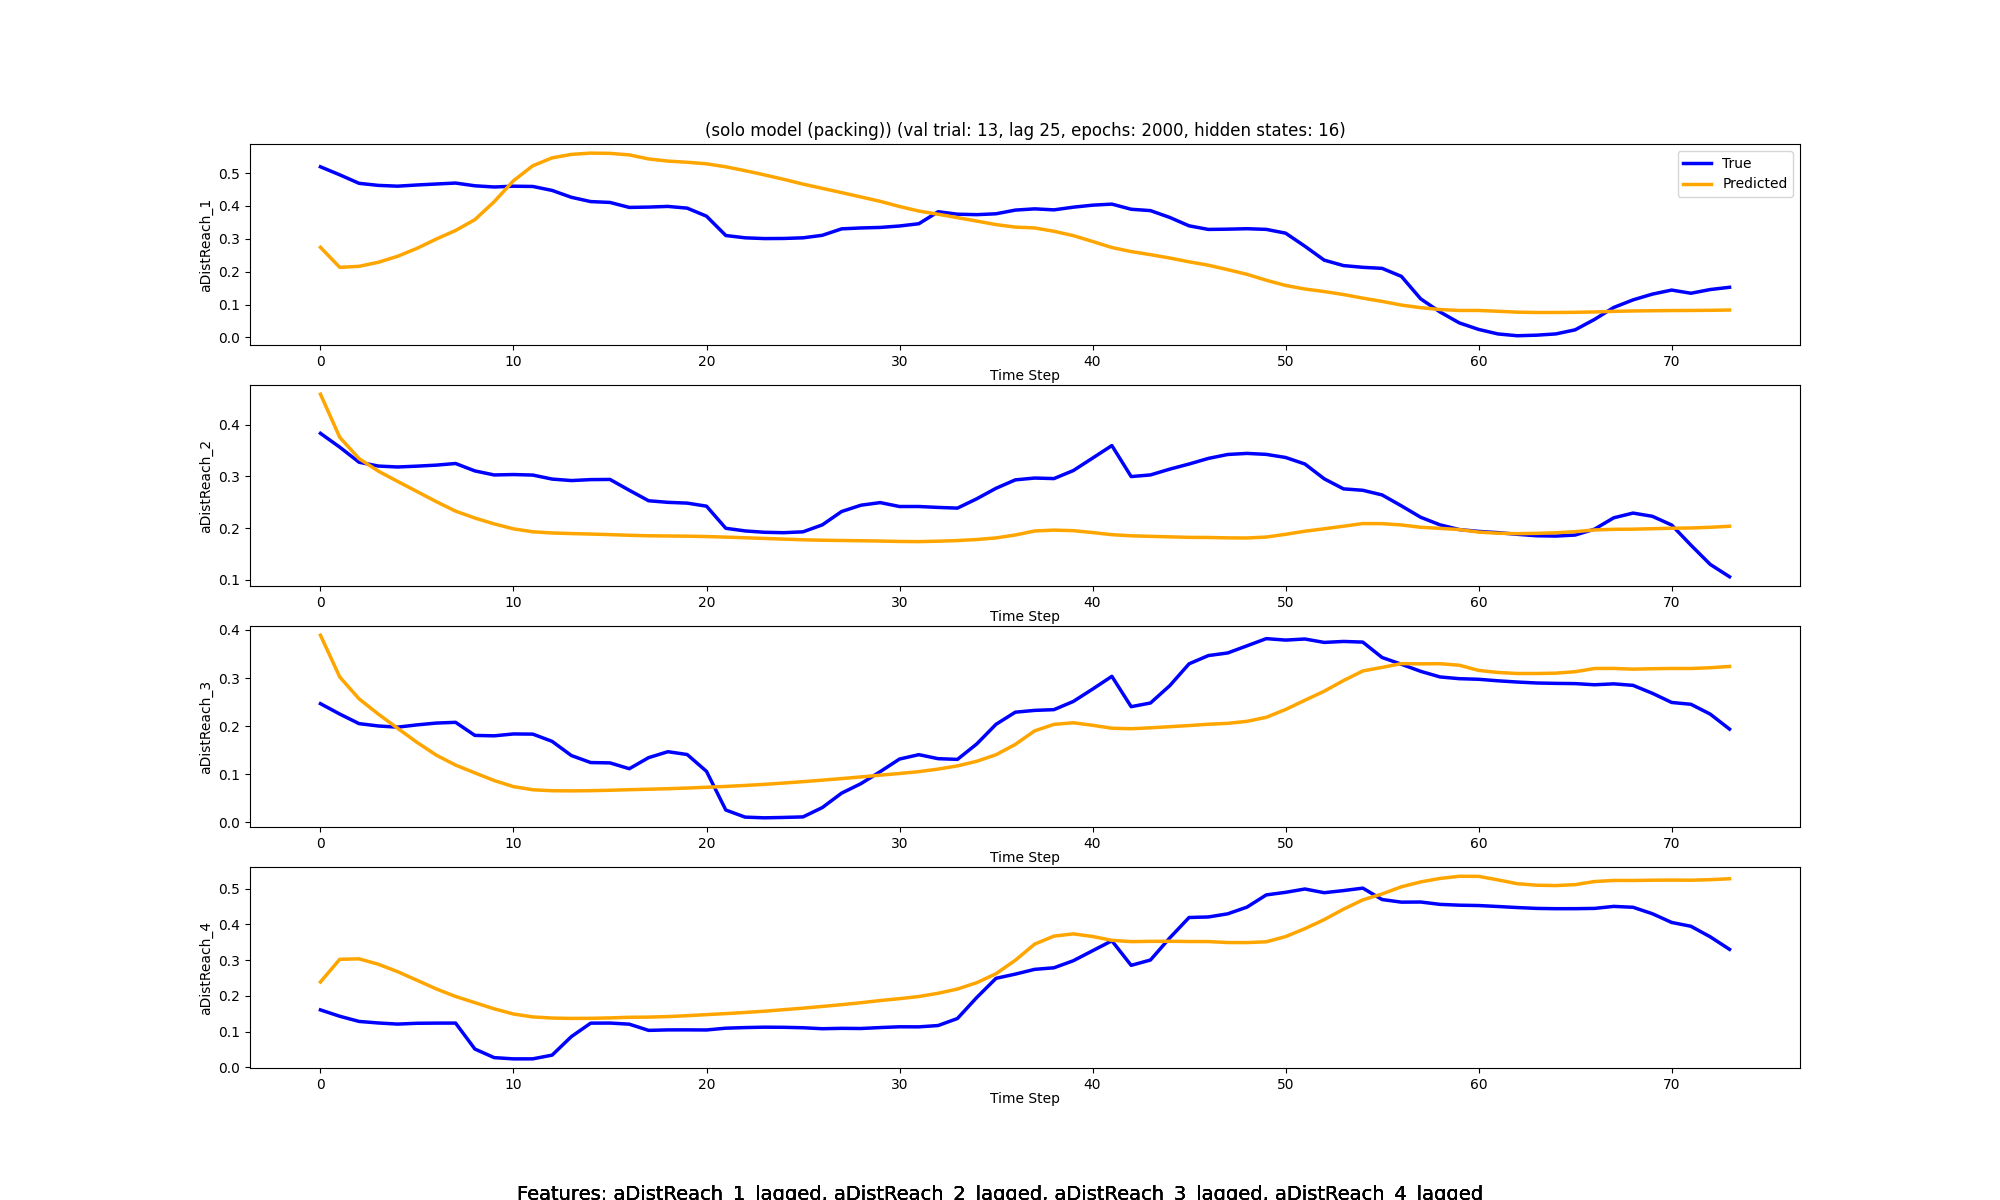 (solo model (packing)) (val trial: 13, lag 25, epochs: 2000, hidden states: 16)
True
Predicted
aDistReach_1
0.5
0.4
0.3
0.2
0.1
0.0
0 10 20 30 40 50 60 70
Time Step
aDistReach_2
0.4
0.3
0.2
0.1
0 10 20 30 40 50 60 70
Time Step
aDistReach_3
0.4
0.3
0.2
0.1
0.0
0 10 20 30 40 50 60 70
Time Step
aDistReach_4
0.5
0.4
0.3
0.2
0.1
0.0
0 10 20 30 40 50 60 70
Time Step
Features: aDistReach_1_lagged, aDistReach_2_lagged, aDistReach_3_lagged, aDistReach_4_lagged